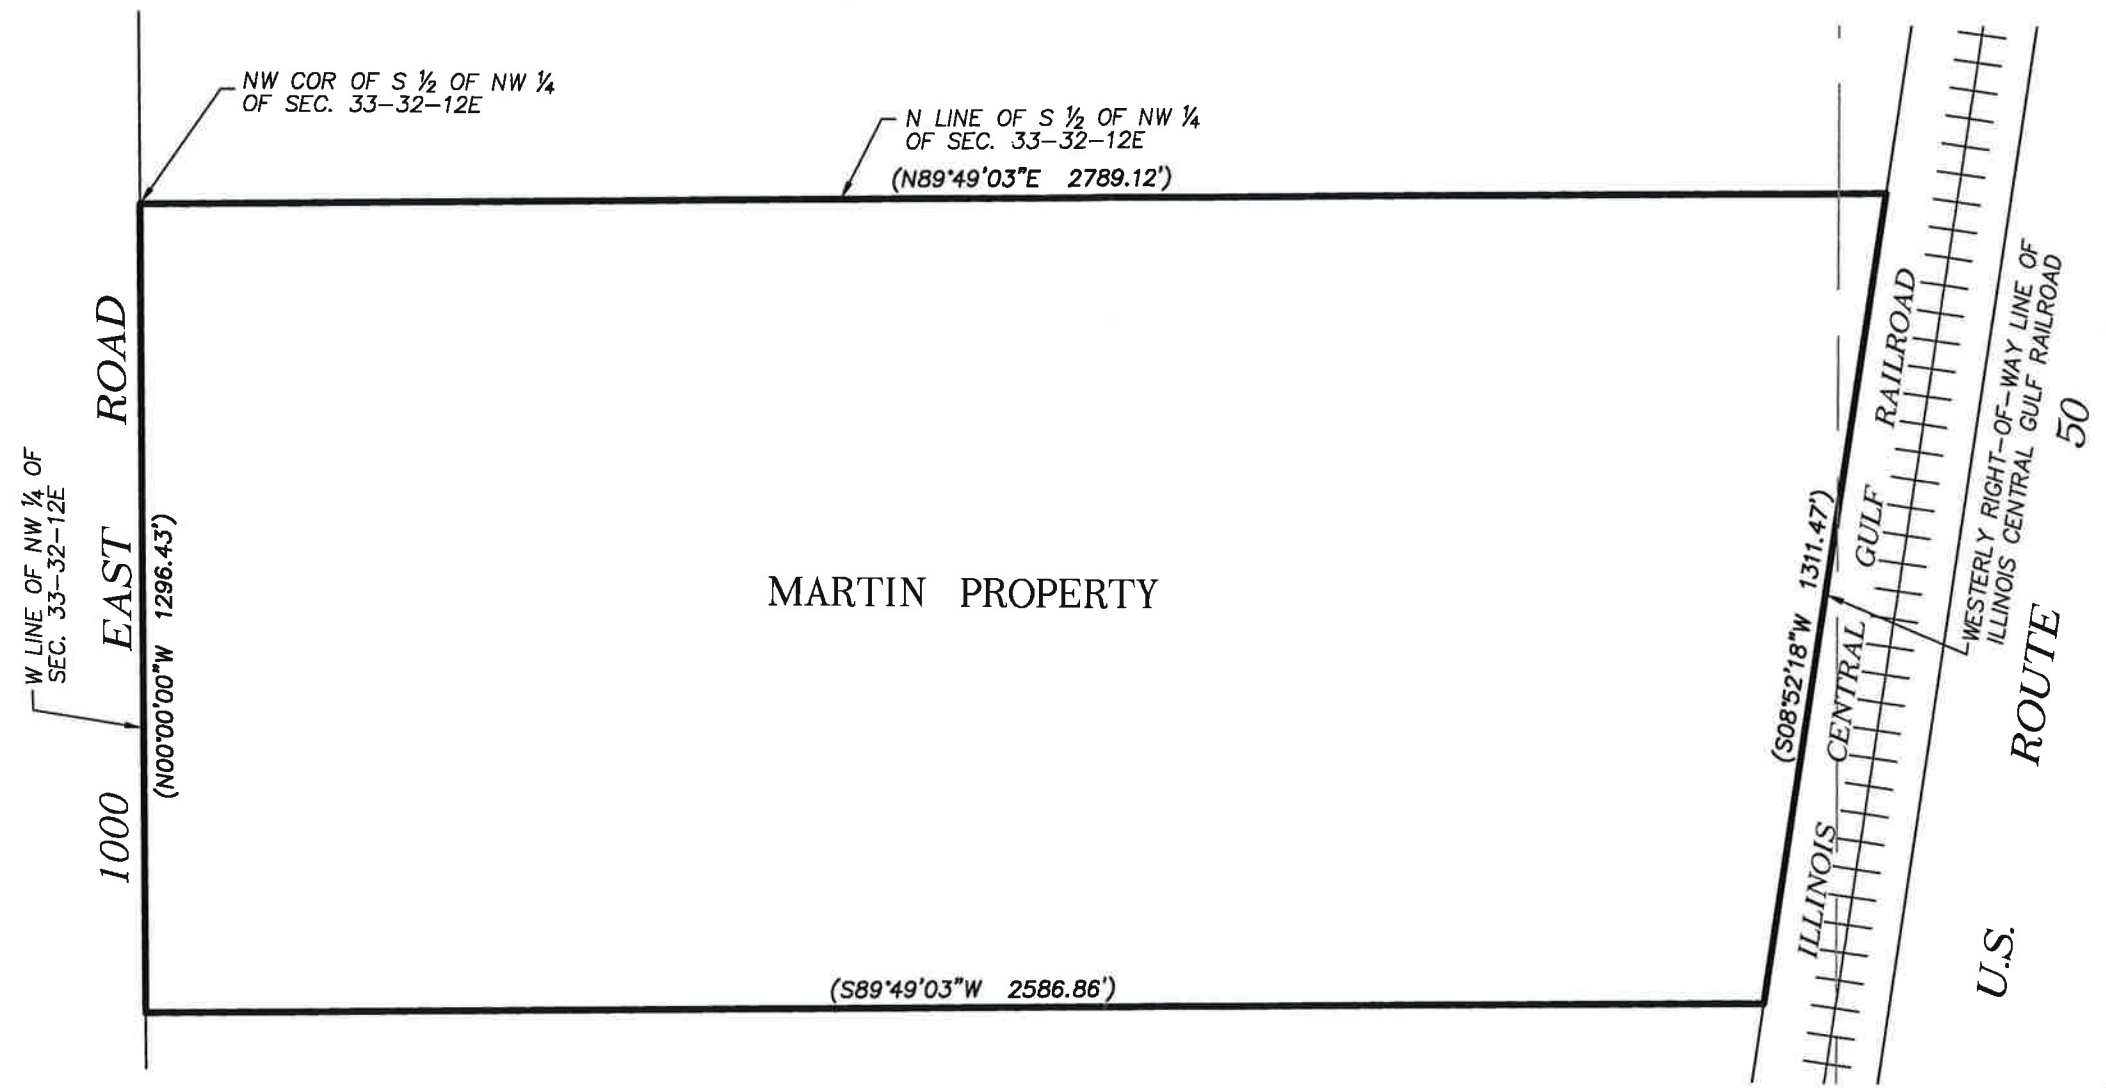 NW COR OF S ½ OF NW ¼
OF SEC. 33-32-12E
N LINE OF S ½ OF NW ¼
OF SEC. 33-32-12E
(N89°49'03"E 2789.12')
W LINE OF NW ¼ OF
SEC. 33-32-12E
1000 EAST ROAD
(N00°00'00"W 1296.43')
MARTIN PROPERTY
(S08°52'18"W 1311.47')
ILLINOIS CENTRAL GULF RAILROAD
WESTERLY RIGHT-OF-WAY LINE OF
ILLINOIS CENTRAL GULF RAILROAD
U.S. ROUTE 50
(S89°49'03"W 2586.86')